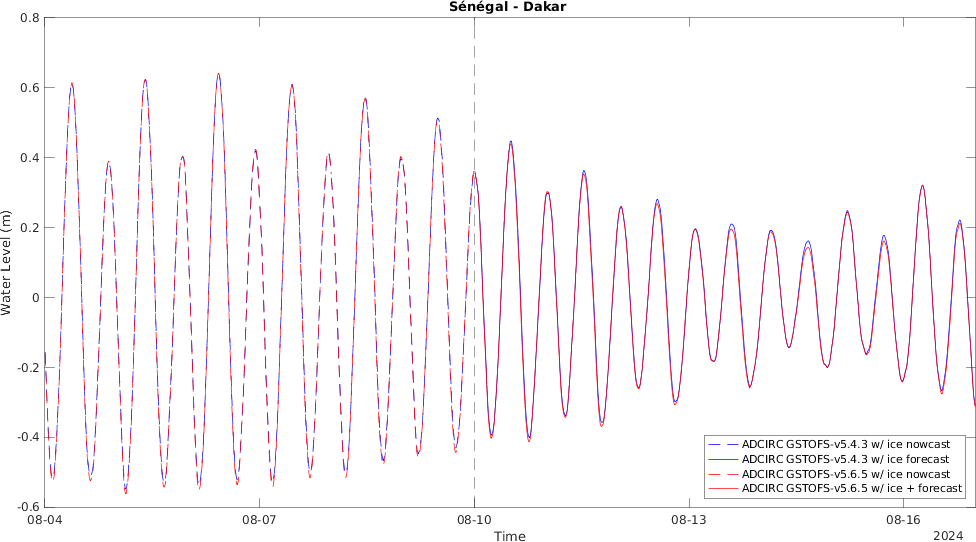 Sénégal - Dakar
Water Level (m)
0.8
0.6
0.4
0.2
0
-0.2
-0.4
-0.6
ADCIRC GSTOFS-v5.4.3 w/ ice nowcast
ADCIRC GSTOFS-v5.4.3 w/ ice forecast
ADCIRC GSTOFS-v5.6.5 w/ ice nowcast
ADCIRC GSTOFS-v5.6.5 w/ ice + forecast
08-04 08-07 08-10 08-13 08-16
Time
2024